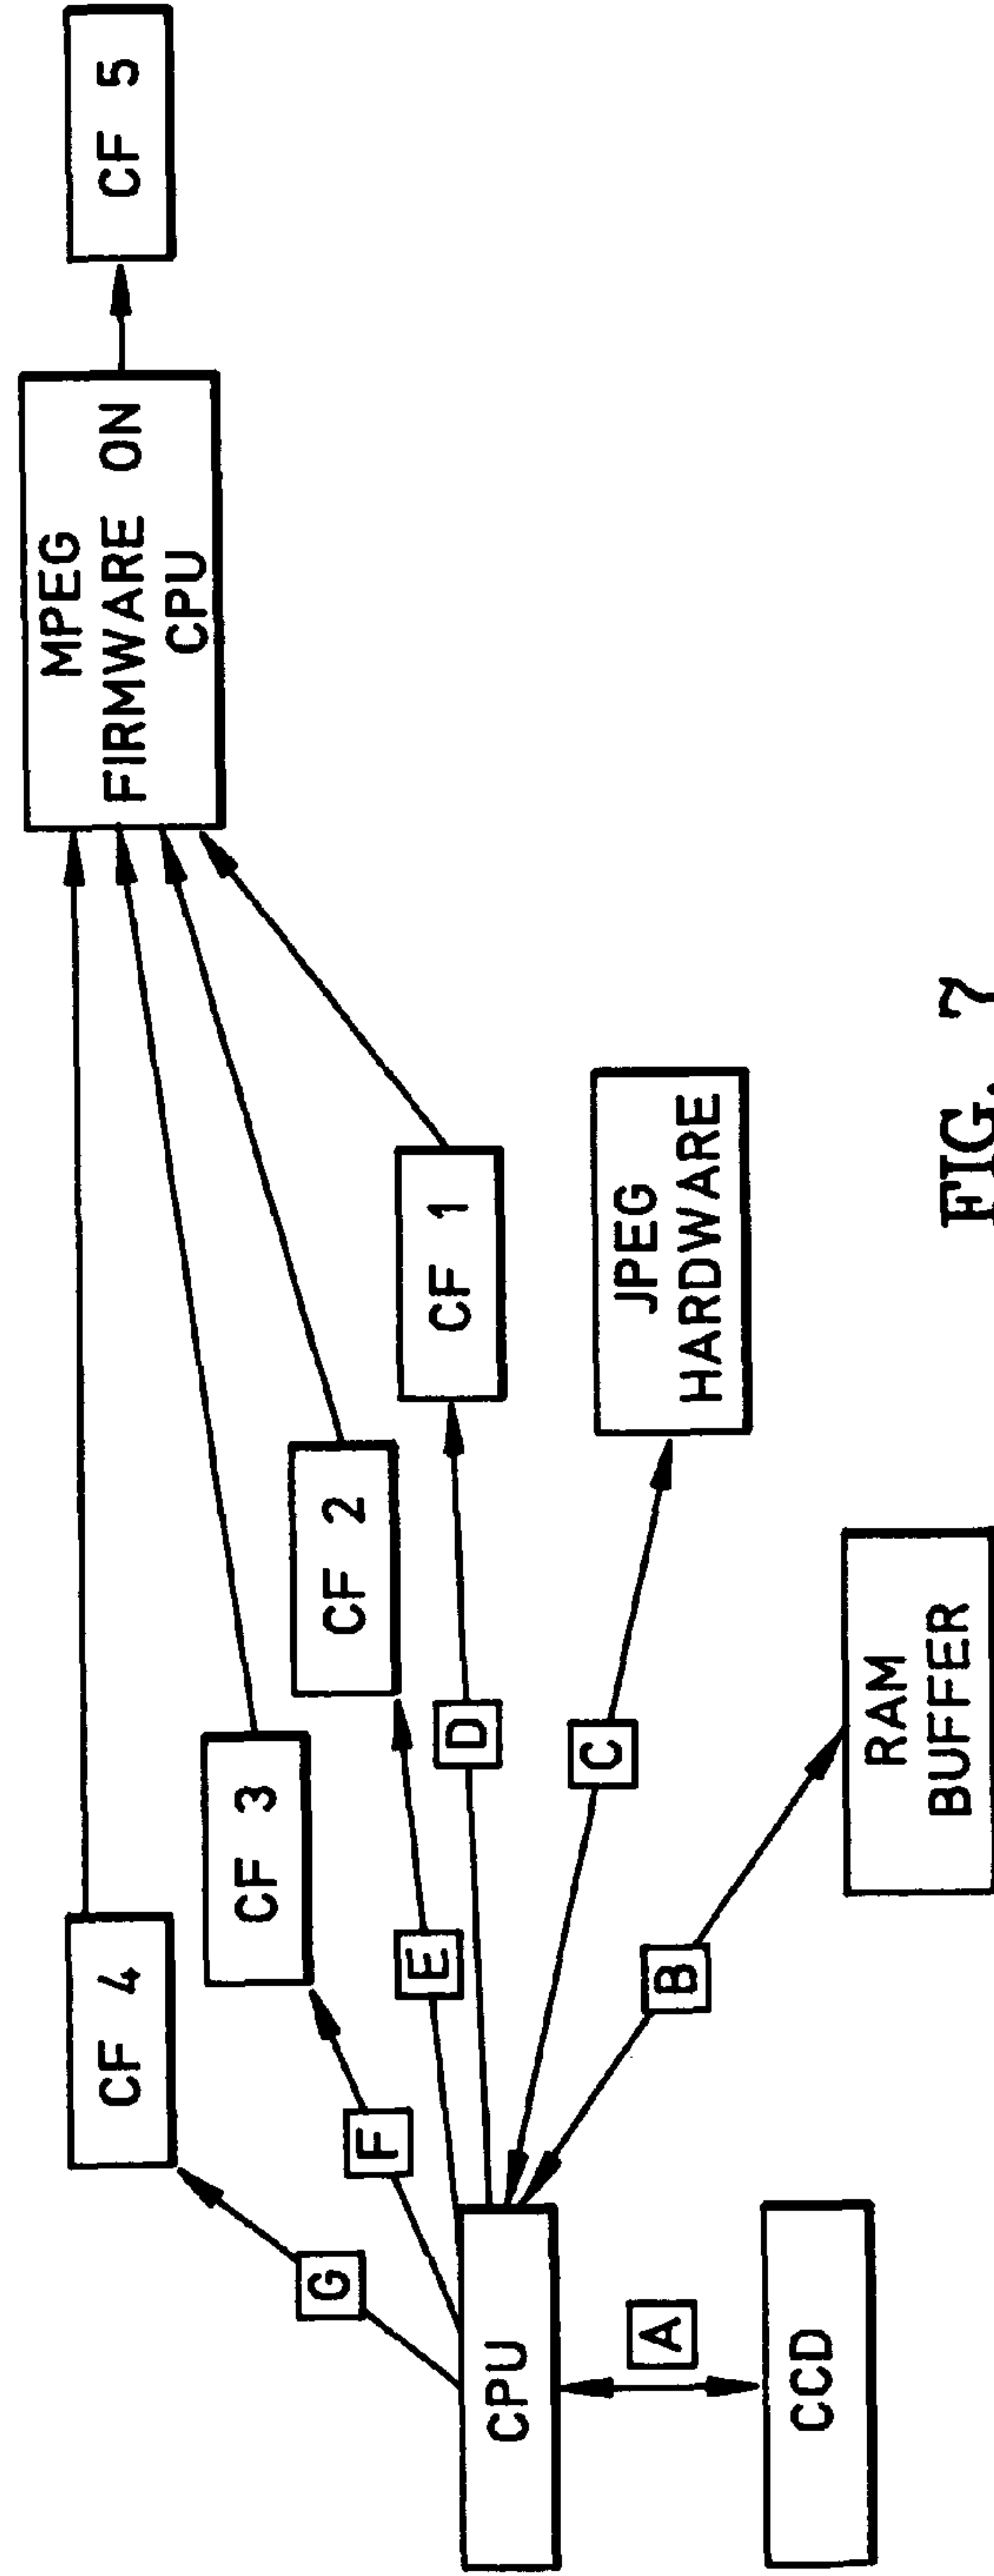 CF 5
MPEG
FIRMWARE ON
CPU
CF 4
CF 3
CF 2
CF 1
G
F
E
D
C
B
A
CPU
CCD
JPEG
HARDWARE
RAM
BUFFER
FIG. 7